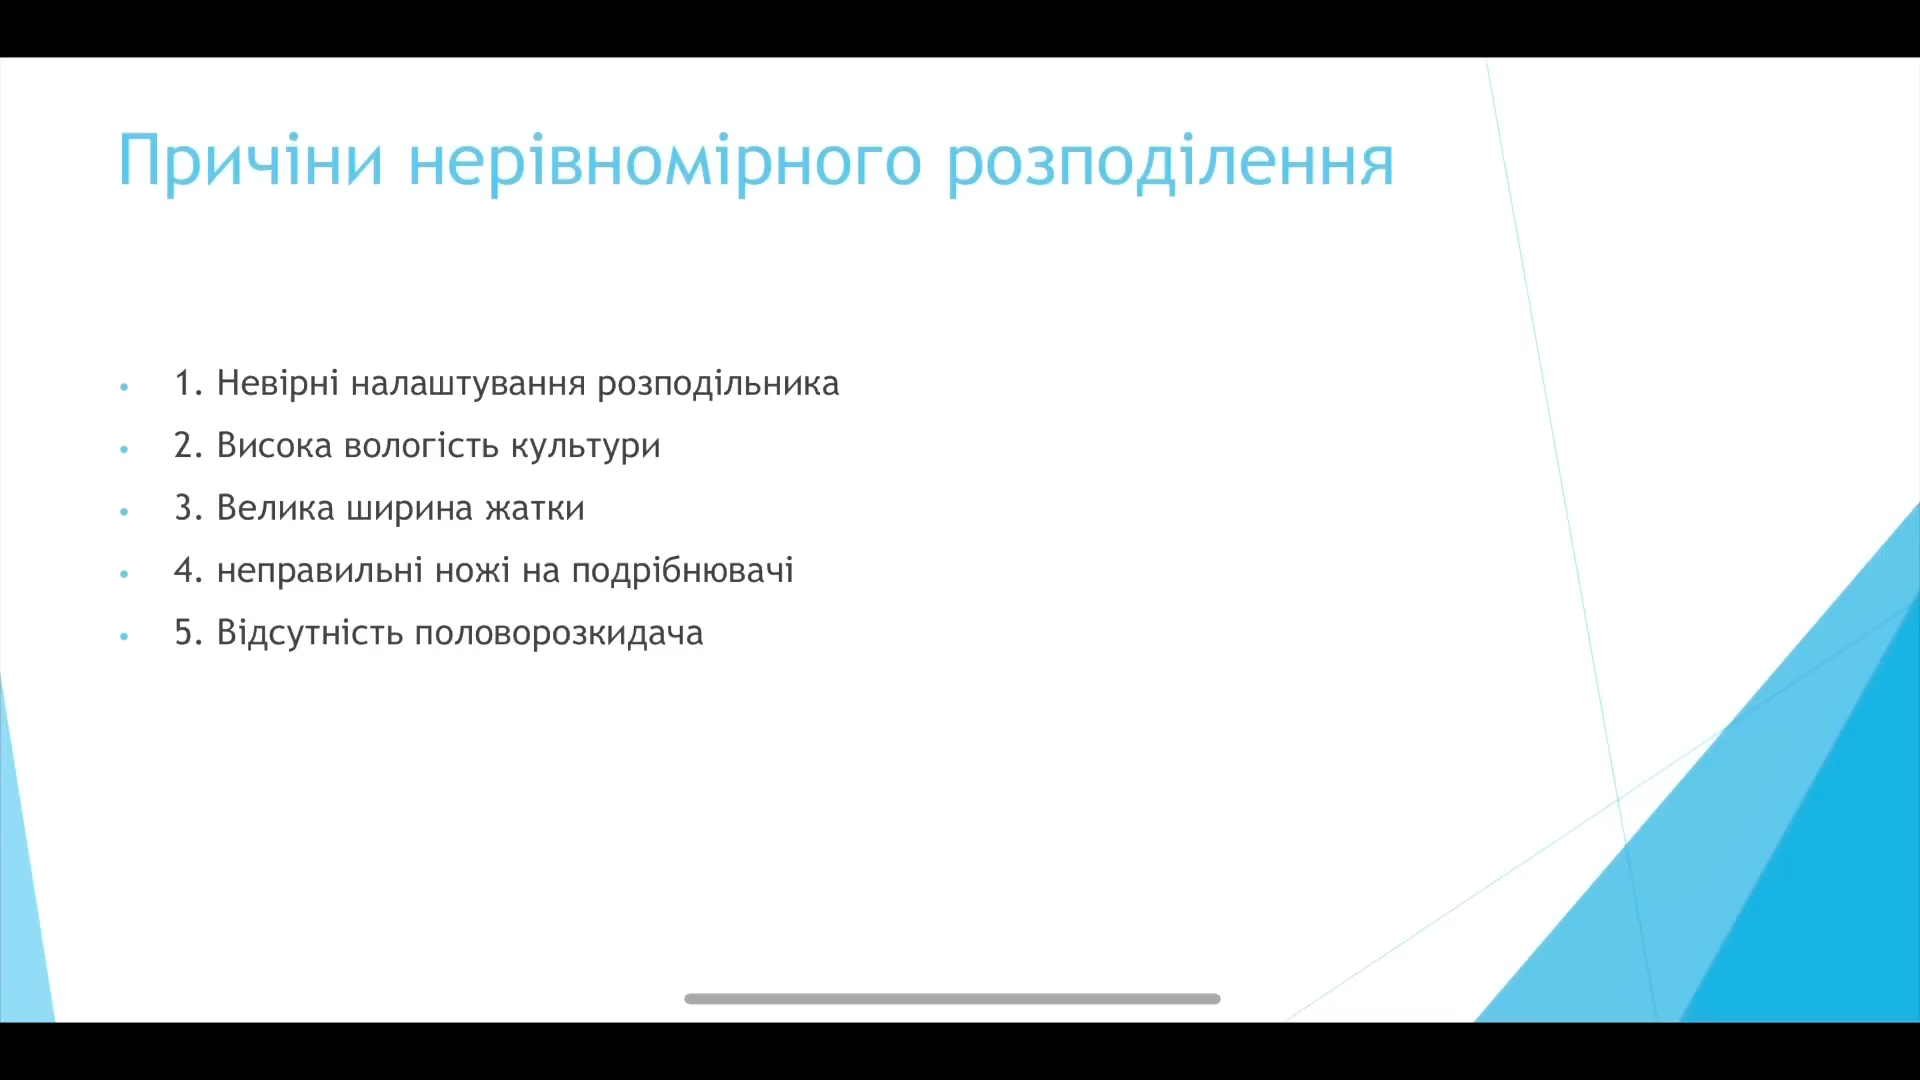 Причіни нерівномірного розподілення
• 1. Невірні налаштування розподільника
• 2. Висока вологість культури
• 3. Велика ширина жатки
• 4. неправильні ножі на подрібнювачі
• 5. Відсутність половорозкидача